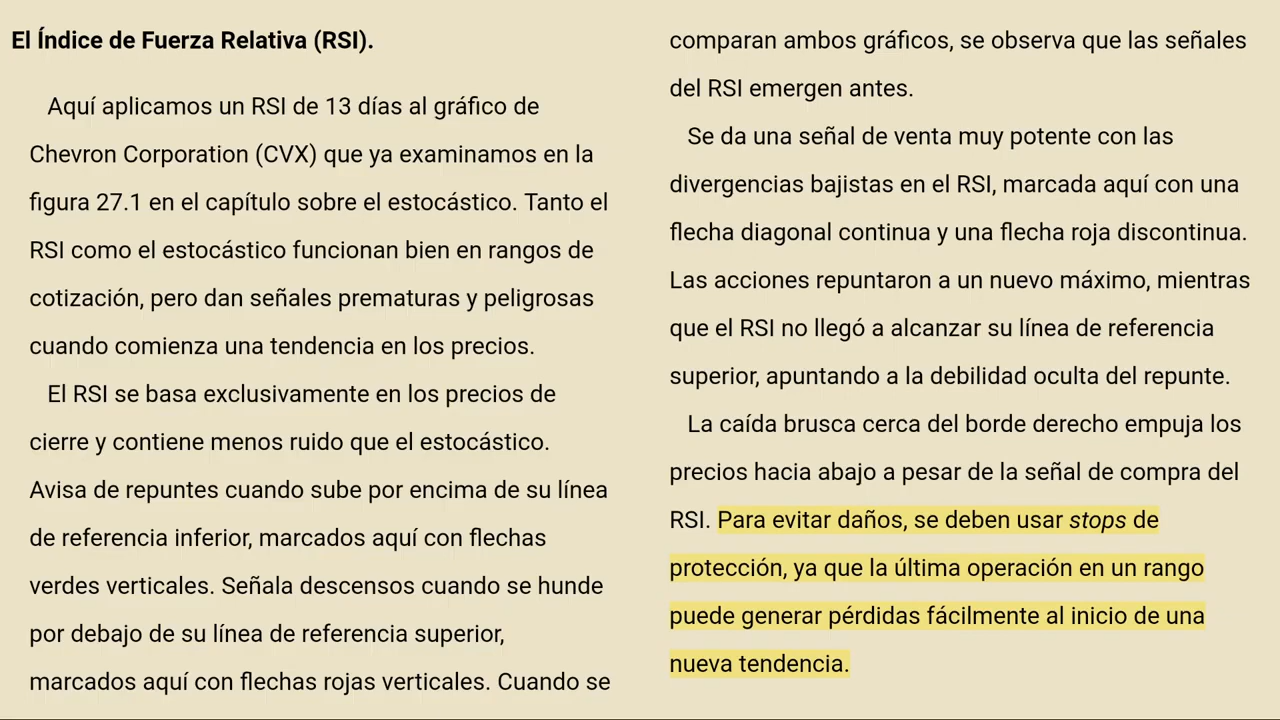 El Índice de Fuerza Relativa (RSI).
Aquí aplicamos un RSI de 13 días al gráfico de
Chevron Corporation (CVX) que ya examinamos en la
figura 27.1 en el capítulo sobre el estocástico. Tanto el
RSI como el estocástico funcionan bien en rangos de
cotización, pero dan señales prematuras y peligrosas
cuando comienza una tendencia en los precios.
El RSI se basa exclusivamente en los precios de
cierre y contiene menos ruido que el estocástico.
Avisa de repuntes cuando sube por encima de su línea
de referencia inferior, marcados aquí con flechas
verdes verticales. Señala descensos cuando se hunde
por debajo de su línea de referencia superior,
marcados aquí con flechas rojas verticales. Cuando se
comparan ambos gráficos, se observa que las señales
del RSI emergen antes.
Se da una señal de venta muy potente con las
divergencias bajistas en el RSI, marcada aquí con una
flecha diagonal continua y una flecha roja discontinua.
Las acciones repuntaron a un nuevo máximo, mientras
que el RSI no llegó a alcanzar su línea de referencia
superior, apuntando a la debilidad oculta del repunte.
La caída brusca cerca del borde derecho empuja los
precios hacia abajo a pesar de la señal de compra del
RSI. Para evitar daños, se deben usar stops de
protección, ya que la última operación en un rango
puede generar pérdidas fácilmente al inicio de una
nueva tendencia.